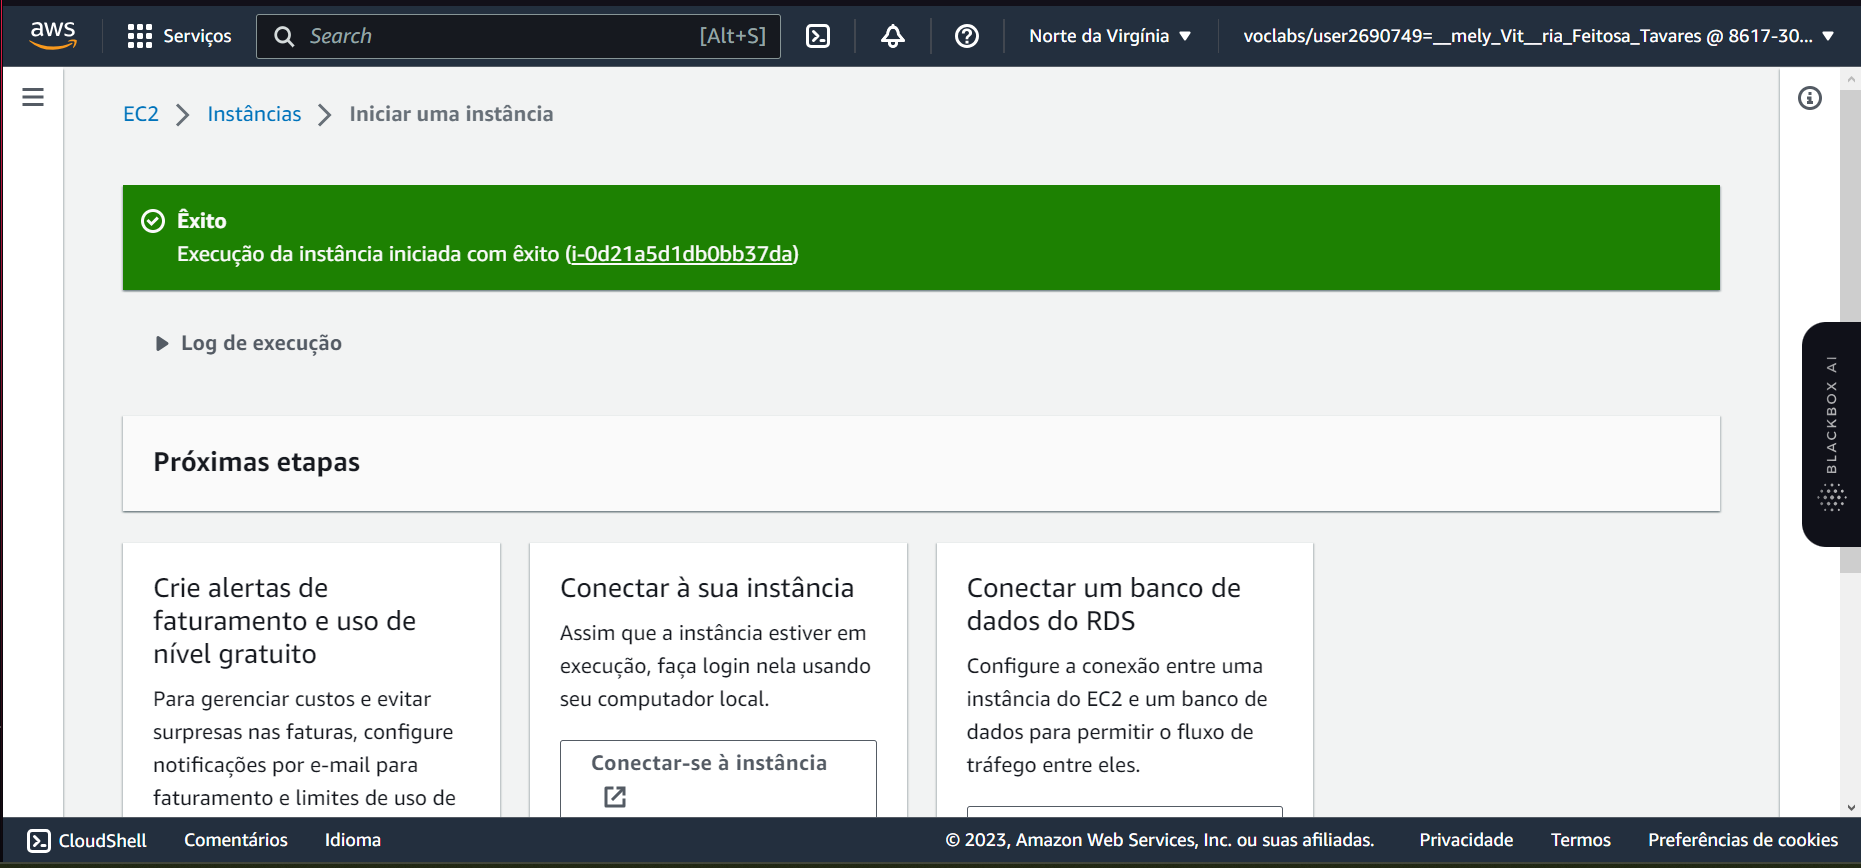 aws
Serviços
Search
[Alt+S]
Norte da Virgínia
voclabs/user2690749=__mely_Vit__ria_Feitosa_Tavares @ 8617-30...
EC2
Instâncias
Iniciar uma instância
Êxito
Execução da instância iniciada com êxito (i-0d21a5d1db0bb37da)
Log de execução
Próximas etapas
Crie alertas de
faturamento e uso de
nível gratuito
Para gerenciar custos e evitar
surpresas nas faturas, configure
notificações por e-mail para
faturamento e limites de uso de
Conectar à sua instância
Assim que a instância estiver em
execução, faça login nela usando
seu computador local.
Conectar-se à instância
Conectar um banco de
dados do RDS
Configure a conexão entre uma
instância do EC2 e um banco de
dados para permitir o fluxo de
tráfego entre eles.
BLACKBOX AI
CloudShell
Comentários
Idioma
© 2023, Amazon Web Services, Inc. ou suas afiliadas.
Privacidade
Termos
Preferências de cookies